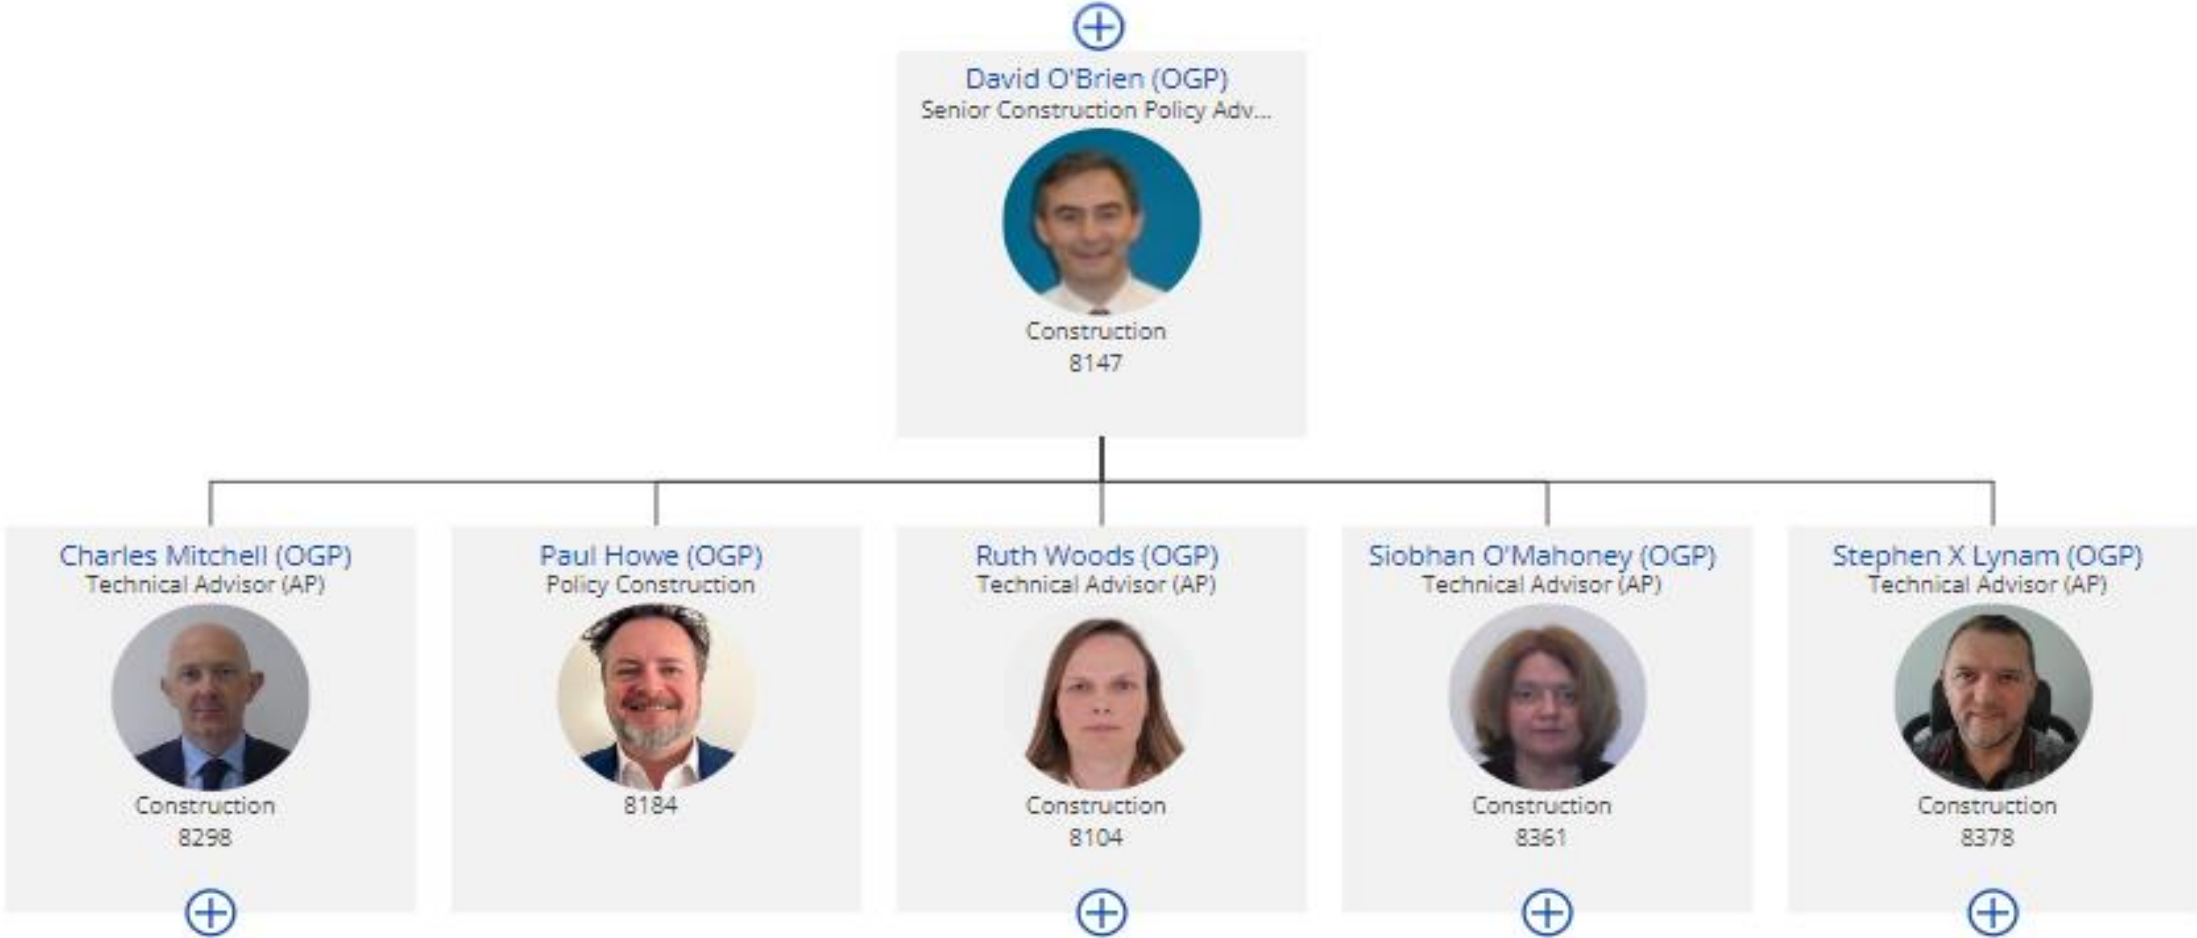 David O'Brien (OGP)
Senior Construction Policy Adv...
Construction
8147
Charles Mitchell (OGP)
Technical Advisor (AP)
Construction
8298
Paul Howe (OGP)
Policy Construction
8184
Ruth Woods (OGP)
Technical Advisor (AP)
Construction
8104
Siobhan O'Mahoney (OGP)
Technical Advisor (AP)
Construction
8361
Stephen X Lynam (OGP)
Technical Advisor (AP)
Construction
8378